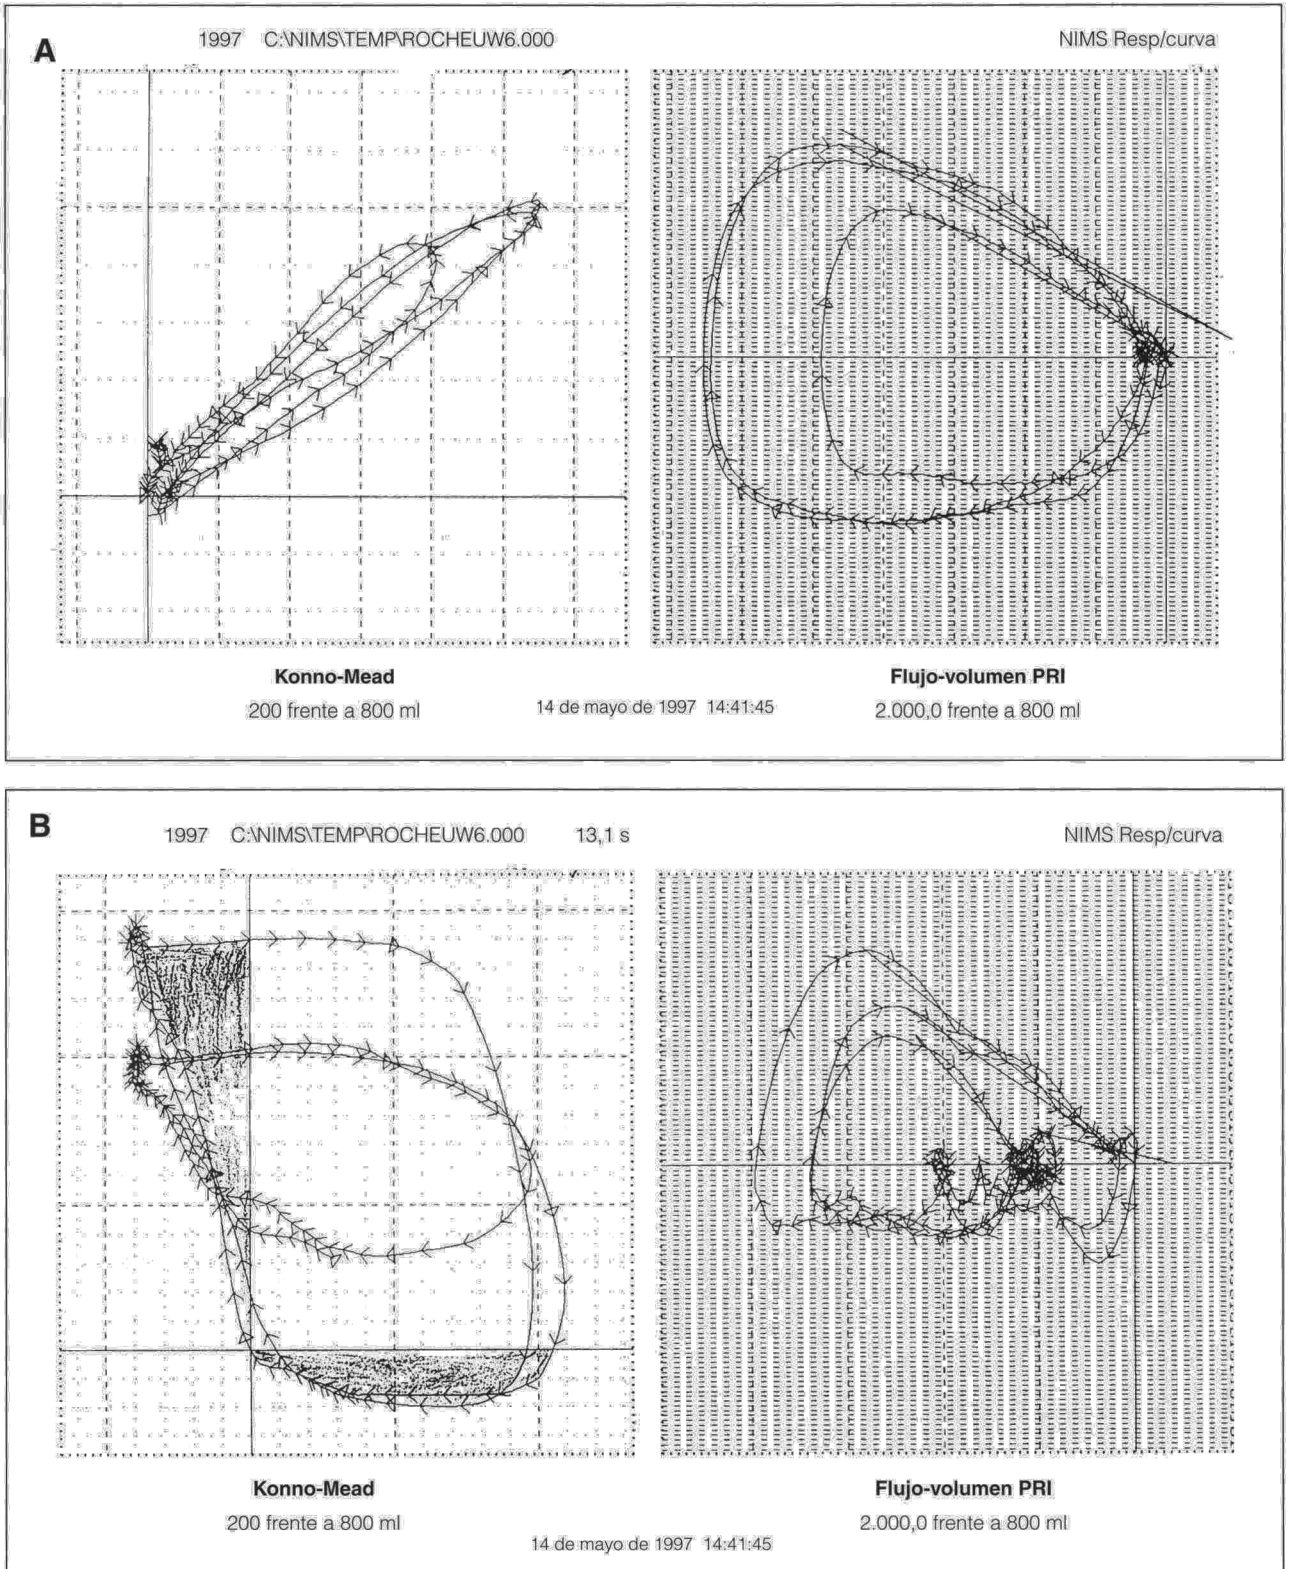 A
1997 C:\NIMS\TEMP\ROCHEUW6.000
NIMS Resp/curva
Konno-Mead
200 frente a 800 ml
14 de mayo de 1997 14:41:45
Flujo-volumen PRI
2.000,0 frente a 800 ml
B
1997 C:\NIMS\TEMP\ROCHEUW6.000 13,1 s
NIMS Resp/curva
Konno-Mead
200 frente a 800 ml
14 de mayo de 1997 14:41:45
Flujo-volumen PRI
2.000,0 frente a 800 ml